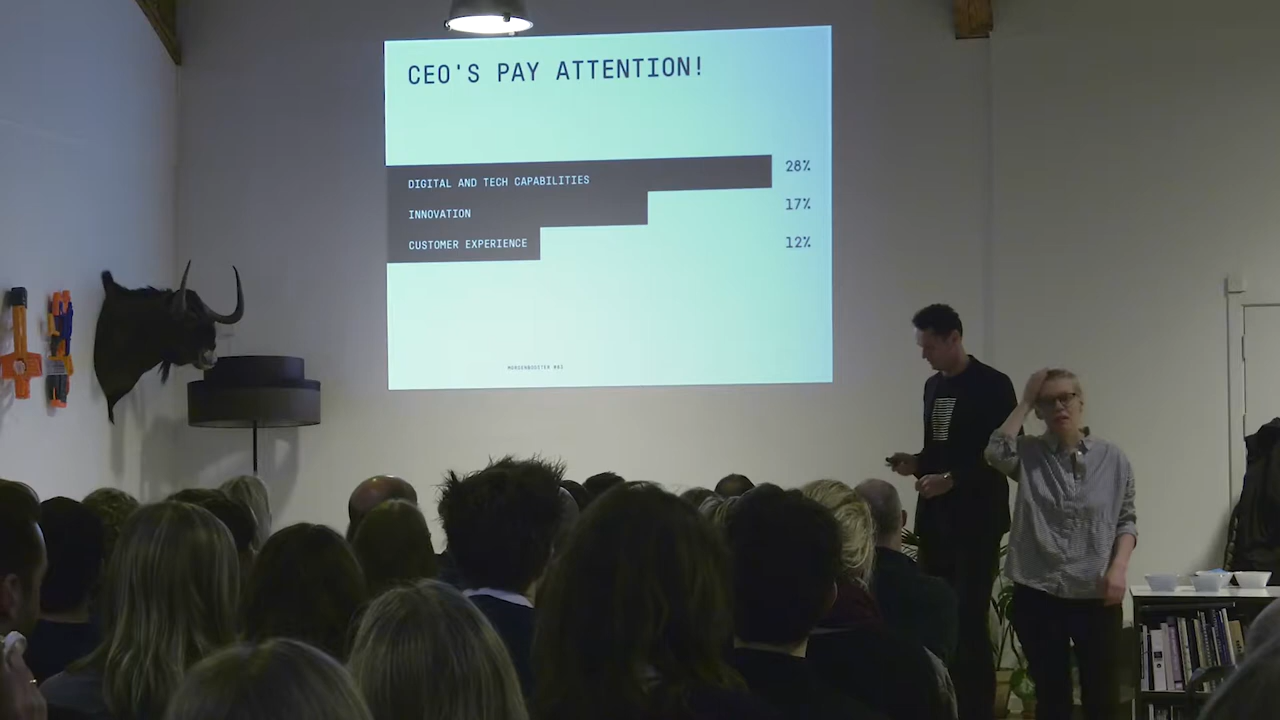 CEO'S PAY ATTENTION!
DIGITAL AND TECH CAPABILITIES 28%
INNOVATION 17%
CUSTOMER EXPERIENCE 12%